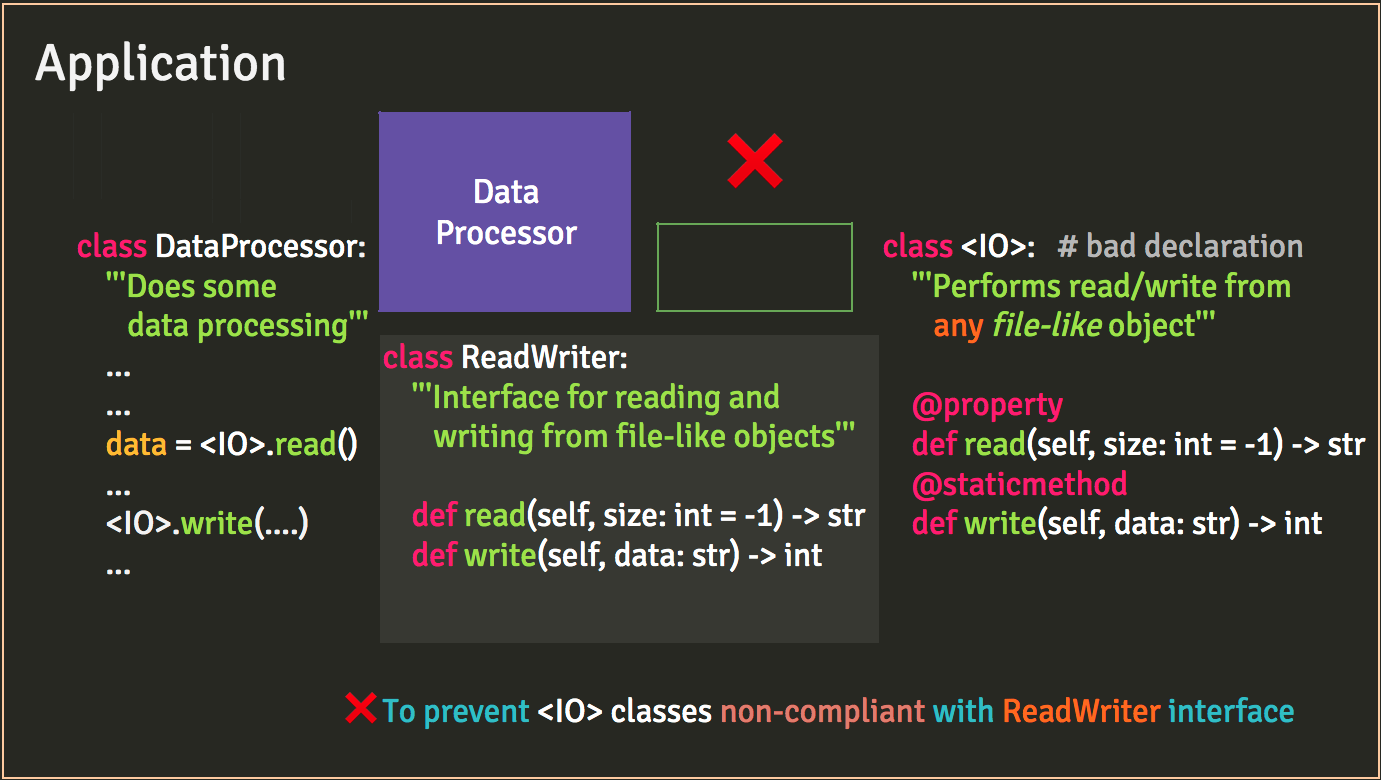 Application
Data
Processor
class DataProcessor:
'''Does some
data processing'''
...
...
data = <IO>.read()
...
<IO>.write(....)
...
class ReadWriter:
'''Interface for reading and
writing from file-like objects'''
def read(self, size: int = -1) -> str
def write(self, data: str) -> int
class <IO>: # bad declaration
'''Performs read/write from
any file-like object'''
@property
def read(self, size: int = -1) -> str
@staticmethod
def write(self, data: str) -> int
To prevent <IO> classes non-compliant with ReadWriter interface